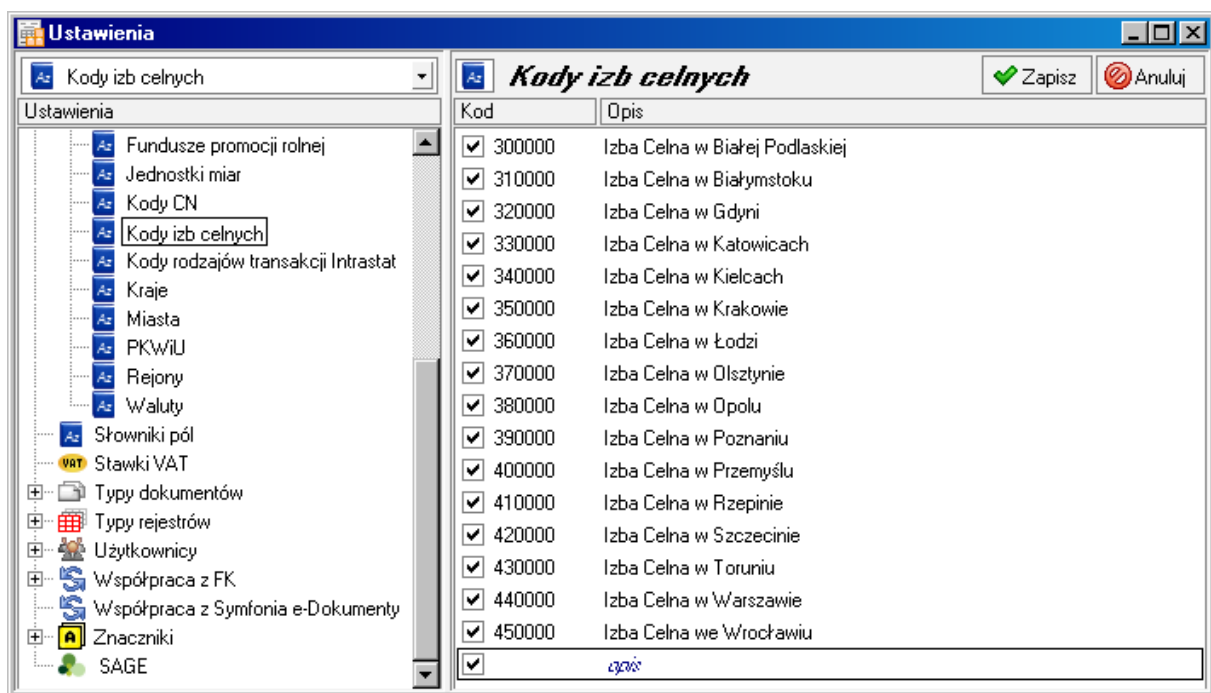 Ustawienia
Kody izb celnych
Kody izb celnych
Zapisz
Anuluj
Ustawienia
Fundusze promocji rolnej
Jednostki miar
Kody CN
Kody izb celnych
Kody rodzajów transakcji Intrastat
Kraje
Miasta
PKWiU
Rejony
Waluty
Słowniki pól
VAT Stawki VAT
Typy dokumentów
Typy rejestrów
Użytkownicy
Współpraca z FK
Współpraca z Symfonia e-Dokumenty
A Znaczniki
SAGE
Kod Opis
300000 Izba Celna w Białej Podlaskiej
310000 Izba Celna w Białymstoku
320000 Izba Celna w Gdyni
330000 Izba Celna w Katowicach
340000 Izba Celna w Kielcach
350000 Izba Celna w Krakowie
360000 Izba Celna w Łodzi
370000 Izba Celna w Olsztynie
380000 Izba Celna w Opolu
390000 Izba Celna w Poznaniu
400000 Izba Celna w Przemyślu
410000 Izba Celna w Rzepinie
420000 Izba Celna w Szczecinie
430000 Izba Celna w Toruniu
440000 Izba Celna w Warszawie
450000 Izba Celna we Wrocławiu
opis